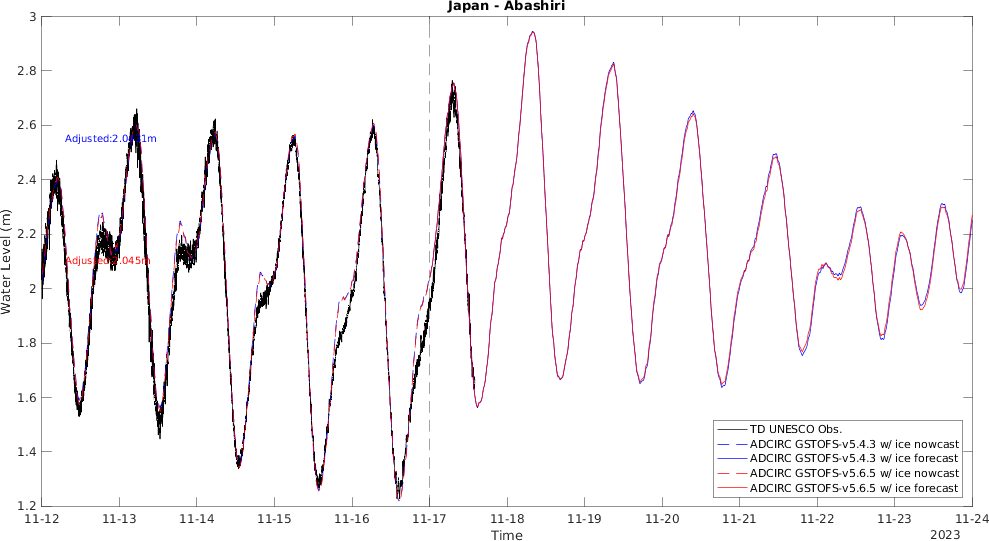 Japan - Abashiri
Water Level (m)
3
2.8
2.6
2.4
2.2
2
1.8
1.6
1.4
1.2
Adjusted:
Adjusted:
TD UNESCO Obs.
ADCIRC GSTOFS-v5.4.3 w/ ice nowcast
ADCIRC GSTOFS-v5.4.3 w/ ice forecast
ADCIRC GSTOFS-v5.6.5 w/ ice nowcast
ADCIRC GSTOFS-v5.6.5 w/ ice forecast
11-12 11-13 11-14 11-15 11-16 11-17 11-18 11-19 11-20 11-21 11-22 11-23 11-24
Time
2023